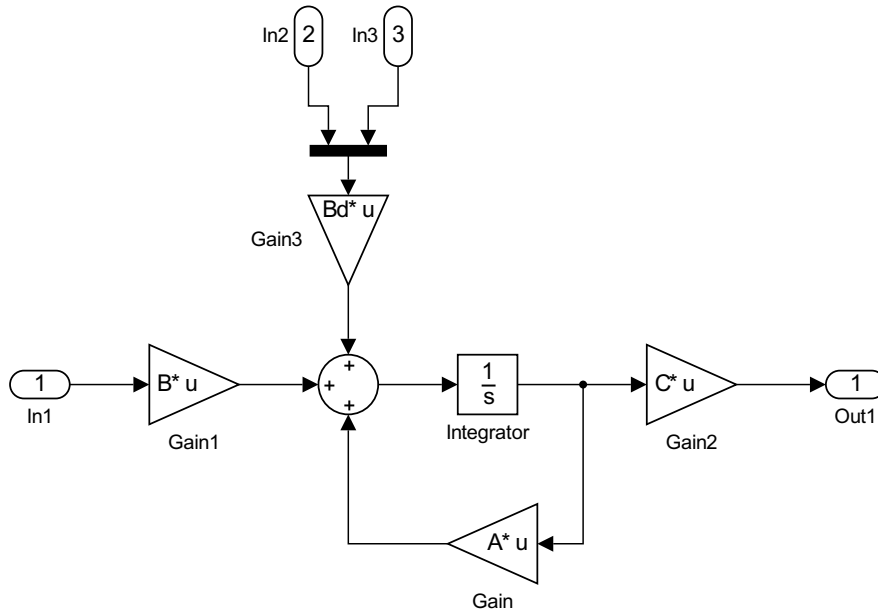 In2
2
In3
3
Bd* u
Gain3
+
+
+
1
In1
B* u
Gain1
1
s
Integrator
C* u
Gain2
1
Out1
A* u
Gain